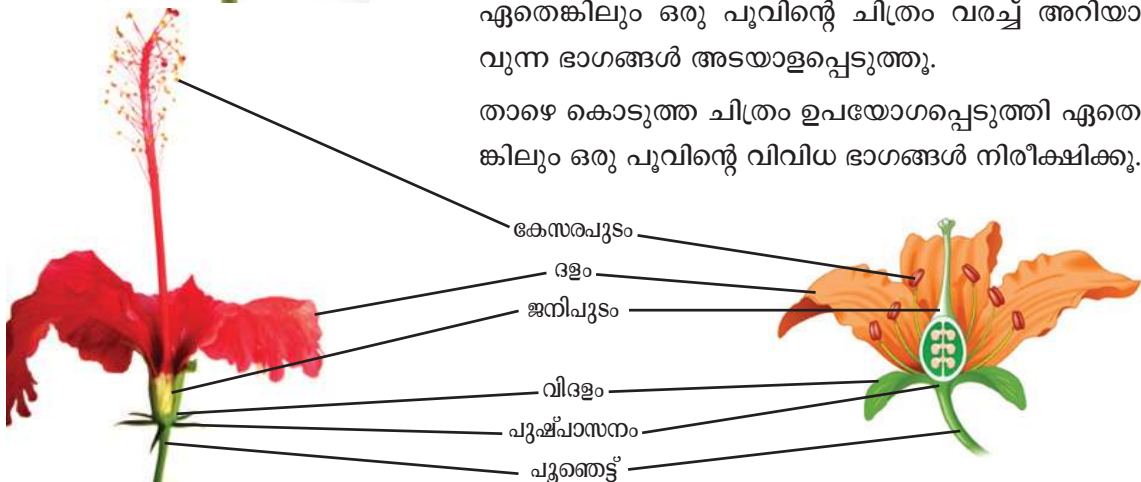 ഏതെങ്കിലും ഒരു പൂവിന്റെ ചിത്രം വരച്ച് അറിയാ
വുന്ന ഭാഗങ്ങൾ അടയാളപ്പെടുത്തൂ.
താഴെ കൊടുത്ത ചിത്രം ഉപയോഗപ്പെടുത്തി ഏതെ
ങ്കിലും ഒരു പൂവിന്റെ വിവിധ ഭാഗങ്ങൾ നിരീക്ഷിക്കൂ.
കേസരപുടം
ദളം
ജനിപുടം
വിദളം
പുഷ്പാസനം
പൂഞെട്ട്